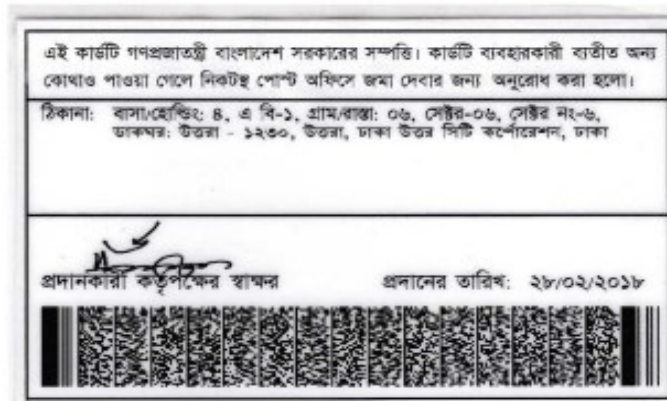 এই কার্ডটি গণপ্রজাতন্ত্রী বাংলাদেশ সরকারের সম্পত্তি। কার্ডটি ব্যবহারকারী ব্যতীত অন্য
কোথাও পাওয়া গেলে নিকটস্থ পোস্ট অফিসে জমা দেবার জন্য অনুরোধ করা হলো।
ঠিকানা: বাসা/হোল্ডিং: ৪, এ বি-১, গ্রাম/রাস্তা: ০৬, সেক্টর-০৬, সেক্টর নং-৬,
ডাকঘর: উত্তরা - ১২৩০, উত্তরা, ঢাকা উত্তর সিটি কর্পোরেশন, ঢাকা
প্রদানকারী কর্তৃপক্ষের স্বাক্ষর প্রদানের তারিখ: ২৮/০২/২০১৮